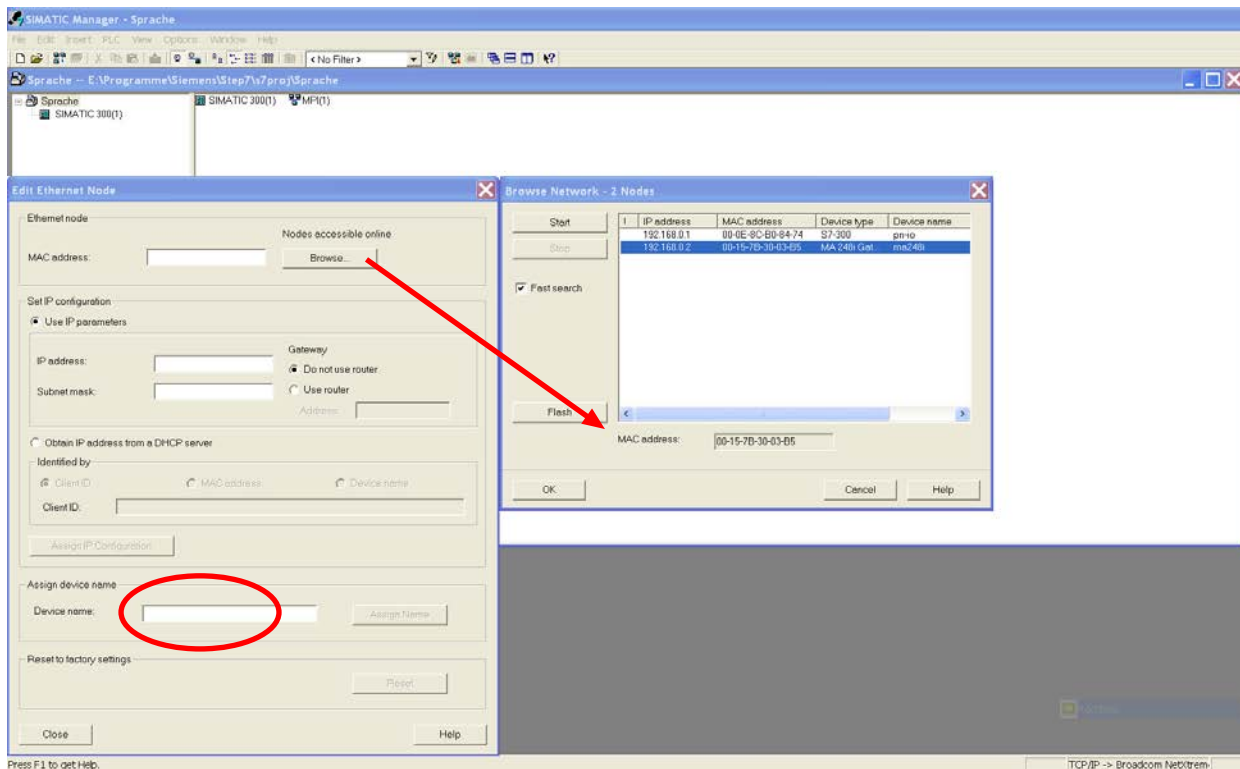 SIMATIC Manager - Sprache
File Edit Insert PLC View Options Window Help
< No Filter >
Sprache -- E:\Programme\Siemens\Step7\s7proj\Sprache
Sprache
SIMATIC 300(1)
SIMATIC 300(1) MPI(1)
Edit Ethernet Node
Ethernet node
Nodes accessible online
MAC address:
Browse...
Set IP configuration
Use IP parameters
IP address:
Subnet mask:
Gateway
Do not use router
Use router
Address:
Obtain IP address from a DHCP server
Identified by
Client ID MAC address Device name
Client ID:
Assign IP Configuration
Assign device name
Device name:
Assign Name
Reset to factory settings
Reset
Close Help
Browse Network - 2 Nodes
Start
Stop
Fast search
Flash
I IP address MAC address Device type Device name
192.168.0.1 00-0E-8C-B0-84-74 S7-300 pn-io
192.168.0.2 00-15-7B-30-03-B5 MA 248i Gat... ma248i
MAC address: 00-15-7B-30-03-B5
OK Cancel Help
Press F1 to get Help.
TCP/IP -> Broadcom NetXtrem